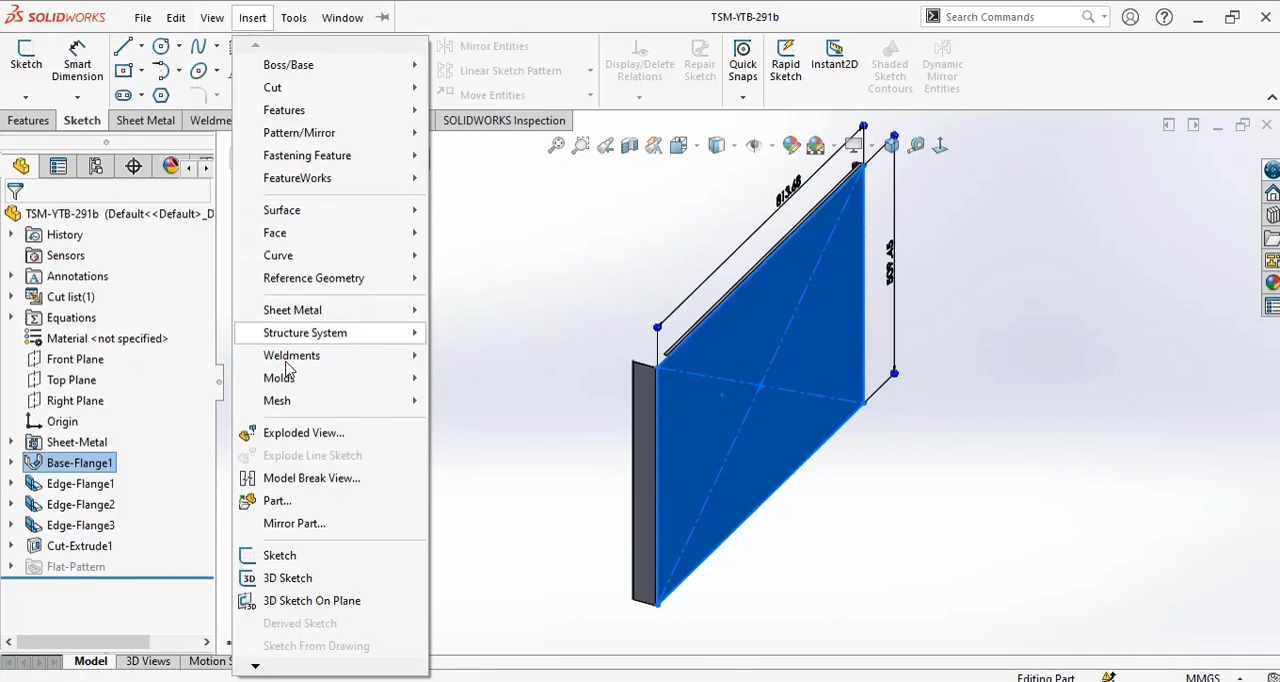 SOLIDWORKS File Edit View Insert Tools Window TSM-YTB-291b Search Commands
Sketch Smart Dimension
Mirror Entities
Linear Sketch Pattern
Move Entities
Display/Delete Relations
Repair Sketch
Quick Snaps
Rapid Sketch
Instant2D
Shaded Sketch Contours
Dynamic Mirror Entities
Features Sketch Sheet Metal Weldme SOLIDWORKS Inspection
TSM-YTB-291b (Default<<Default>_D
History
Sensors
Annotations
Cut list(1)
Equations
Material <not specified>
Front Plane
Top Plane
Right Plane
Origin
Sheet-Metal
Base-Flange1
Edge-Flange1
Edge-Flange2
Edge-Flange3
Cut-Extrude1
Flat-Pattern
Boss/Base
Cut
Features
Pattern/Mirror
Fastening Feature
FeatureWorks
Surface
Face
Curve
Reference Geometry
Sheet Metal
Structure System
Weldments
Molds
Mesh
Exploded View...
Explode Line Sketch
Model Break View...
Part...
Mirror Part...
Sketch
3D 3D Sketch
3D Sketch On Plane
Derived Sketch
Sketch From Drawing
813.65
Model 3D Views Motion S
Editing Part MMGS